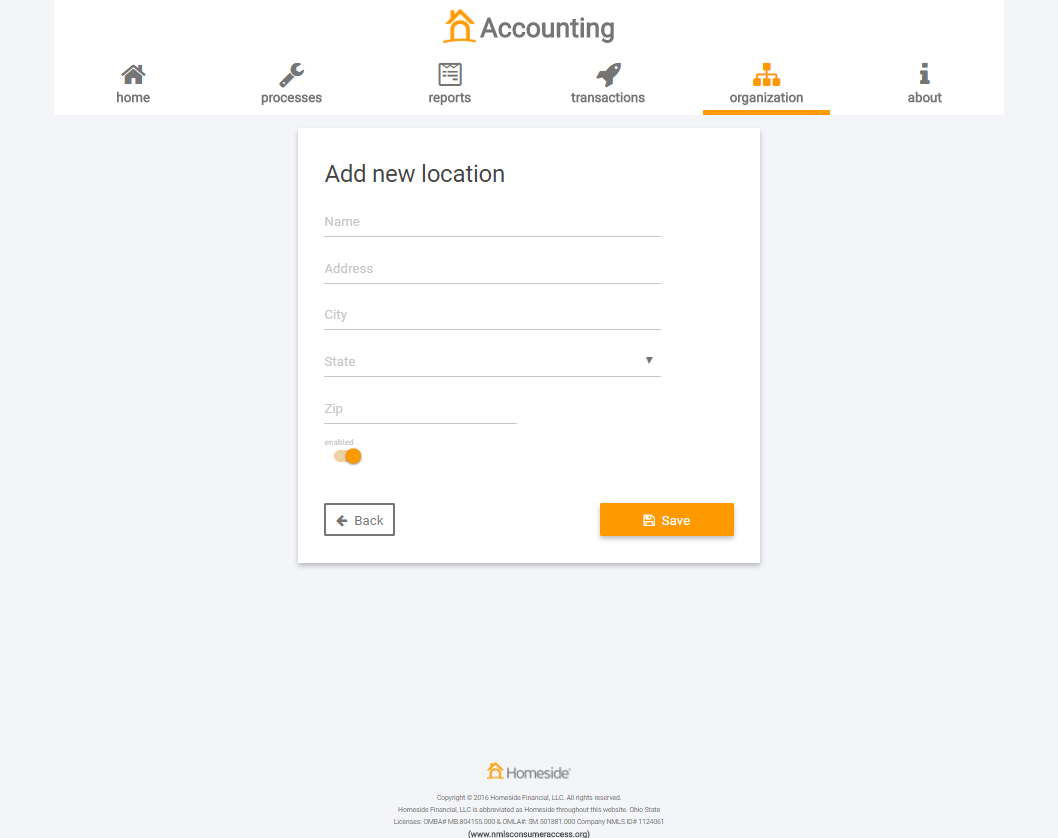 Accounting
home processes reports transactions organization about
Add new location
Name
Address
City
State
Zip
enabled
Back Save
Homeside
Copyright © 2016 Homeside Financial, LLC. All rights reserved.
Homeside Financial, LLC is abbreviated as Homeside throughout this website. Ohio State
Licenses: OMBA# MB.804155.000 & OMLA#: SM.501881.000 Company NMLS ID# 1124061
(www.nmlsconsumeraccess.org)